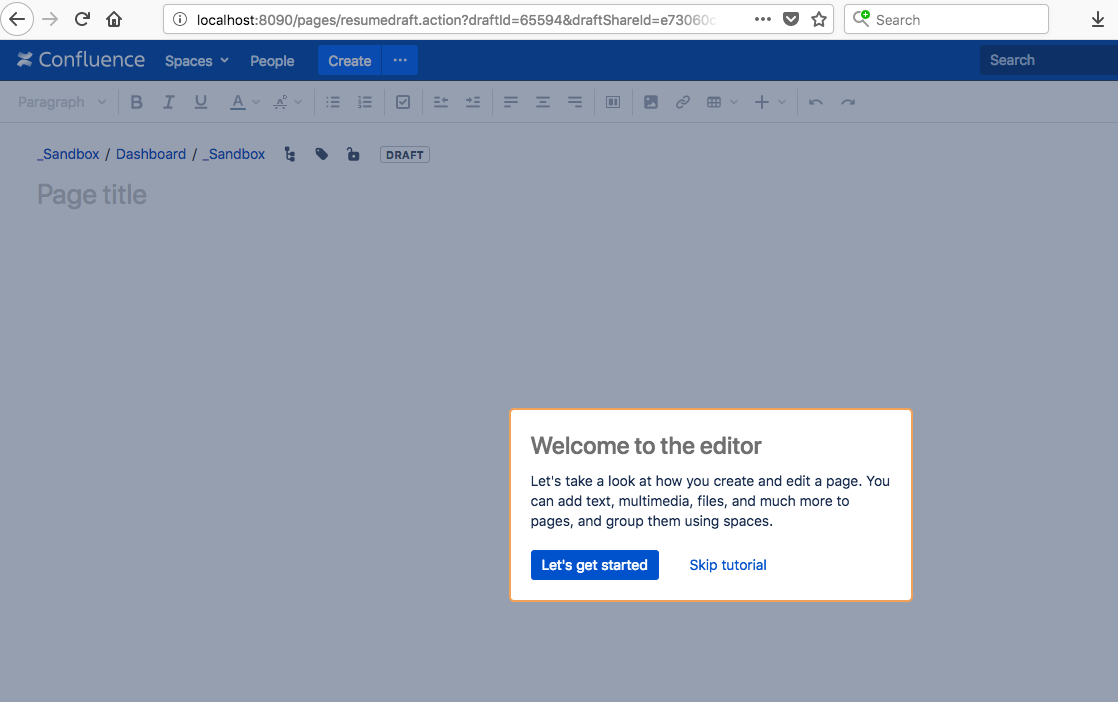 localhost:8090/pages/resumedraft.action?draftId=65594&draftShareId=e73060c
Search
Confluence Spaces People Create ··· Search
Paragraph B I U A
_Sandbox / Dashboard / _Sandbox DRAFT
Page title
Welcome to the editor
Let's take a look at how you create and edit a page. You
can add text, multimedia, files, and much more to
pages, and group them using spaces.
Let's get started Skip tutorial